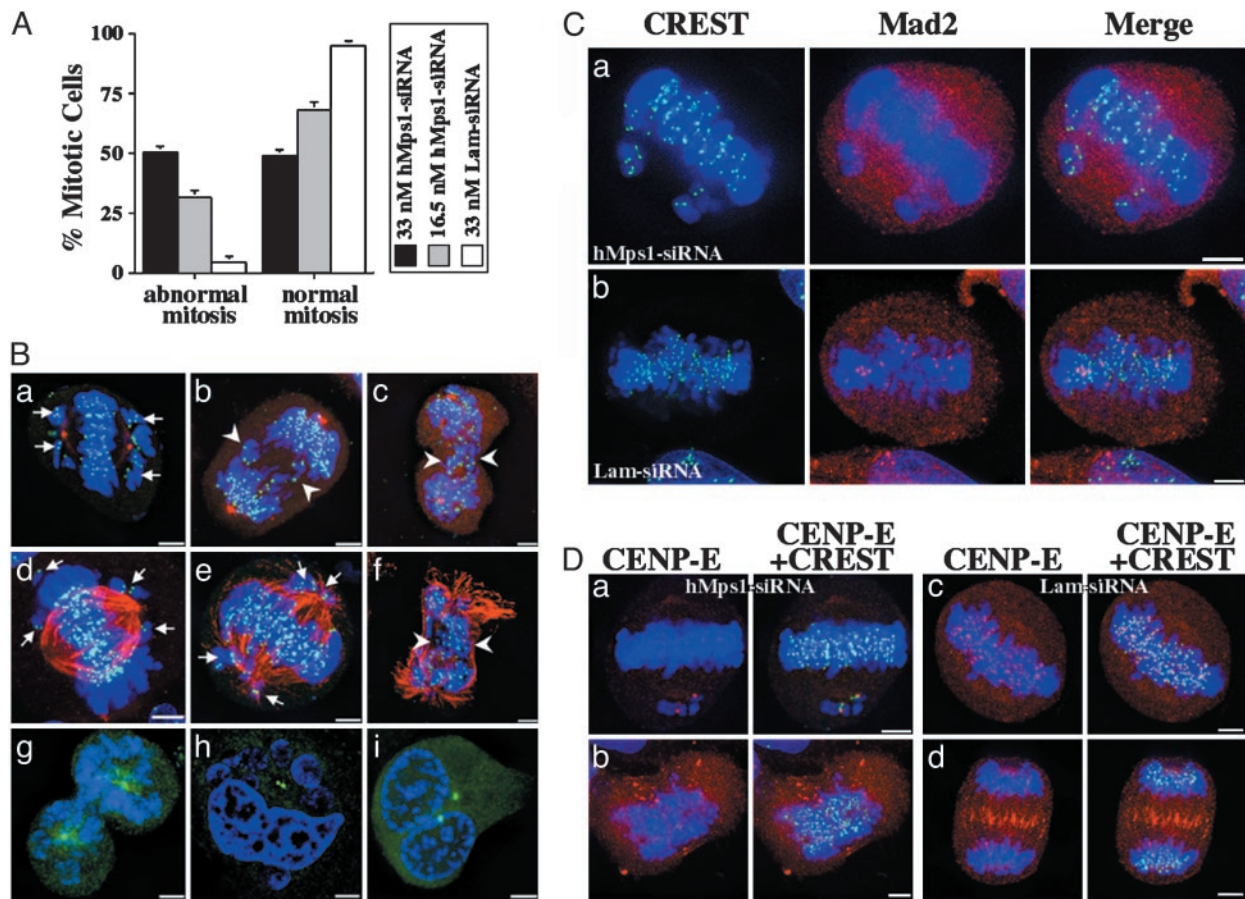 A
100
75
50
25
0
% Mitotic Cells
abnormal mitosis
normal mitosis
33 nM hMps1-siRNA
16.5 nM hMps1-siRNA
33 nM Lam-siRNA
B
a
b
c
d
e
f
g
h
i
C
CREST
Mad2
Merge
a
hMps1-siRNA
b
Lam-siRNA
D
CENP-E
CENP-E
+CREST
CENP-E
CENP-E
+CREST
hMps1-siRNA
Lam-siRNA
a
c
b
d